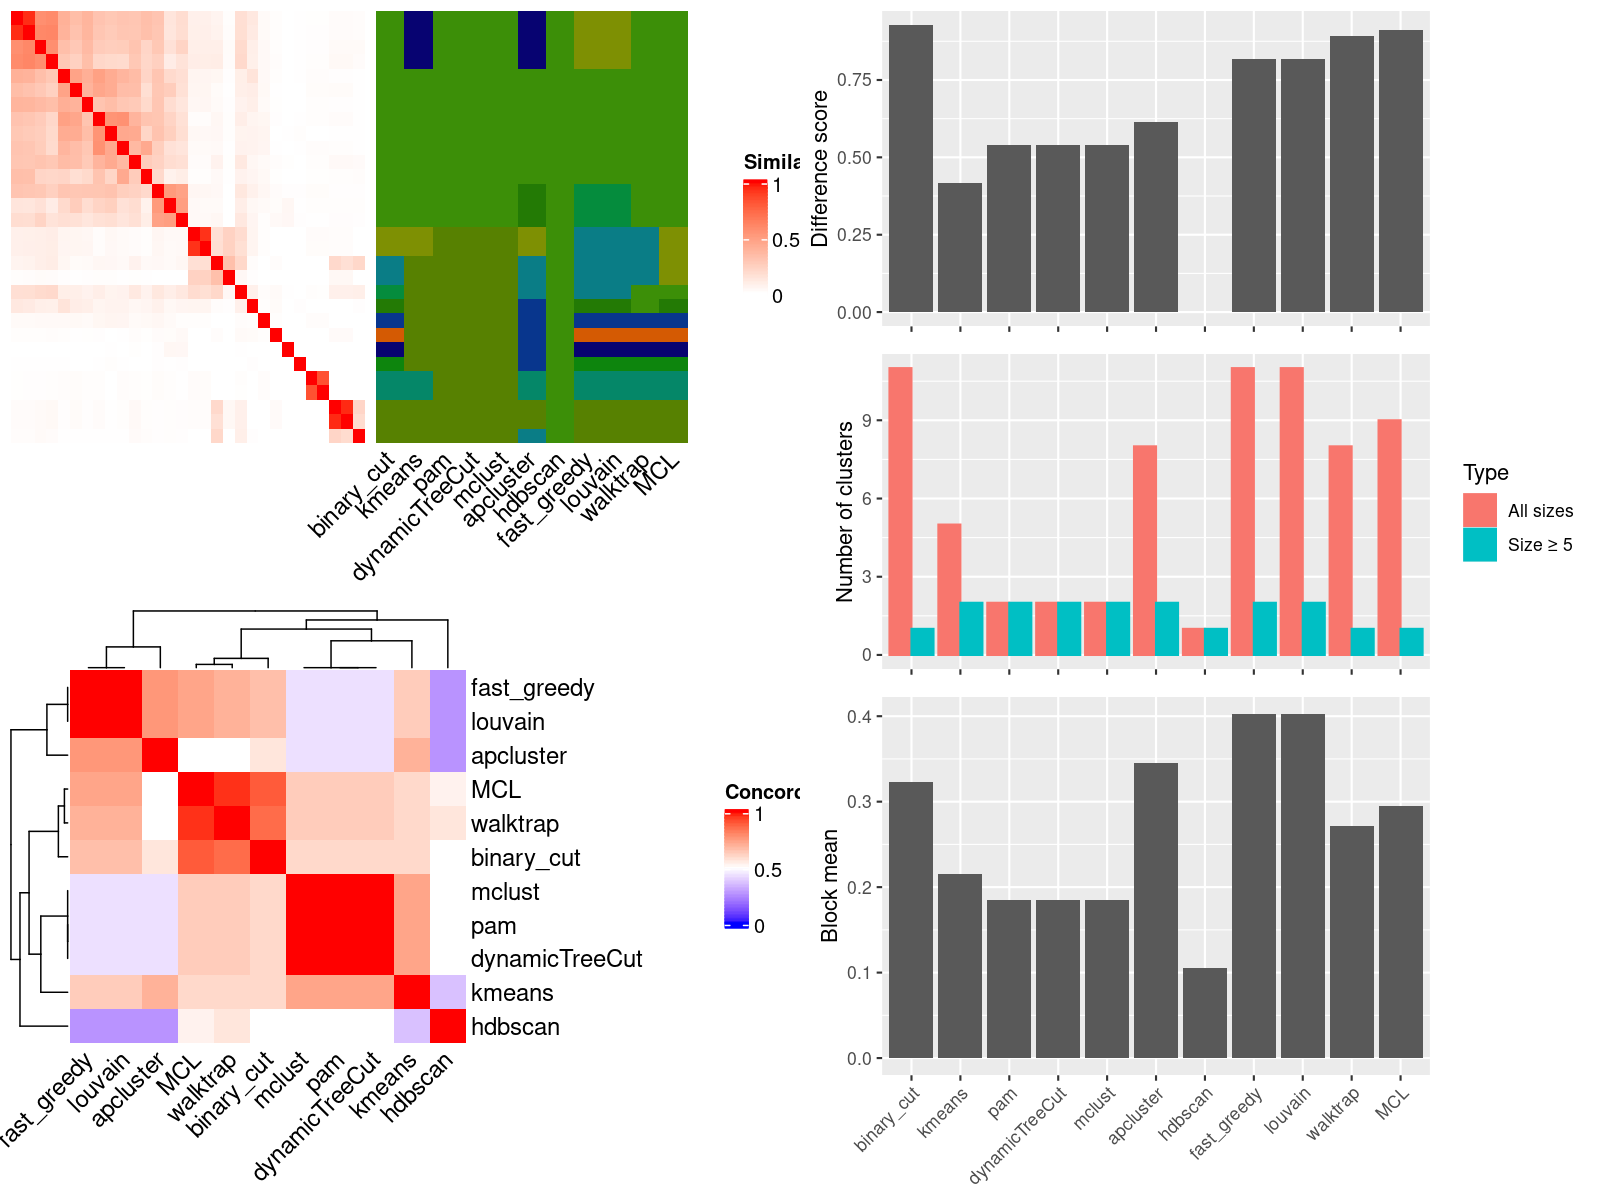 Simila
1
0.5
0
binary_cut
kmeans
pam
dynamicTreeCut
mclust
apcluster
hdbscan
fast_greedy
louvain
walktrap
MCL
fast_greedy
louvain
apcluster
MCL
walktrap
binary_cut
mclust
pam
dynamicTreeCut
kmeans
hdbscan
Concord
1
0.5
0
fast_greedy
louvain
apcluster
MCL
walktrap
binary_cut
mclust
pam
dynamicTreeCut
kmeans
hdbscan
Difference score
0.75
0.50
0.25
0.00
Number of clusters
9
6
3
0
Type
All sizes
Size ≥ 5
Block mean
0.4
0.3
0.2
0.1
0.0
binary_cut
kmeans
pam
dynamicTreeCut
mclust
apcluster
hdbscan
fast_greedy
louvain
walktrap
MCL